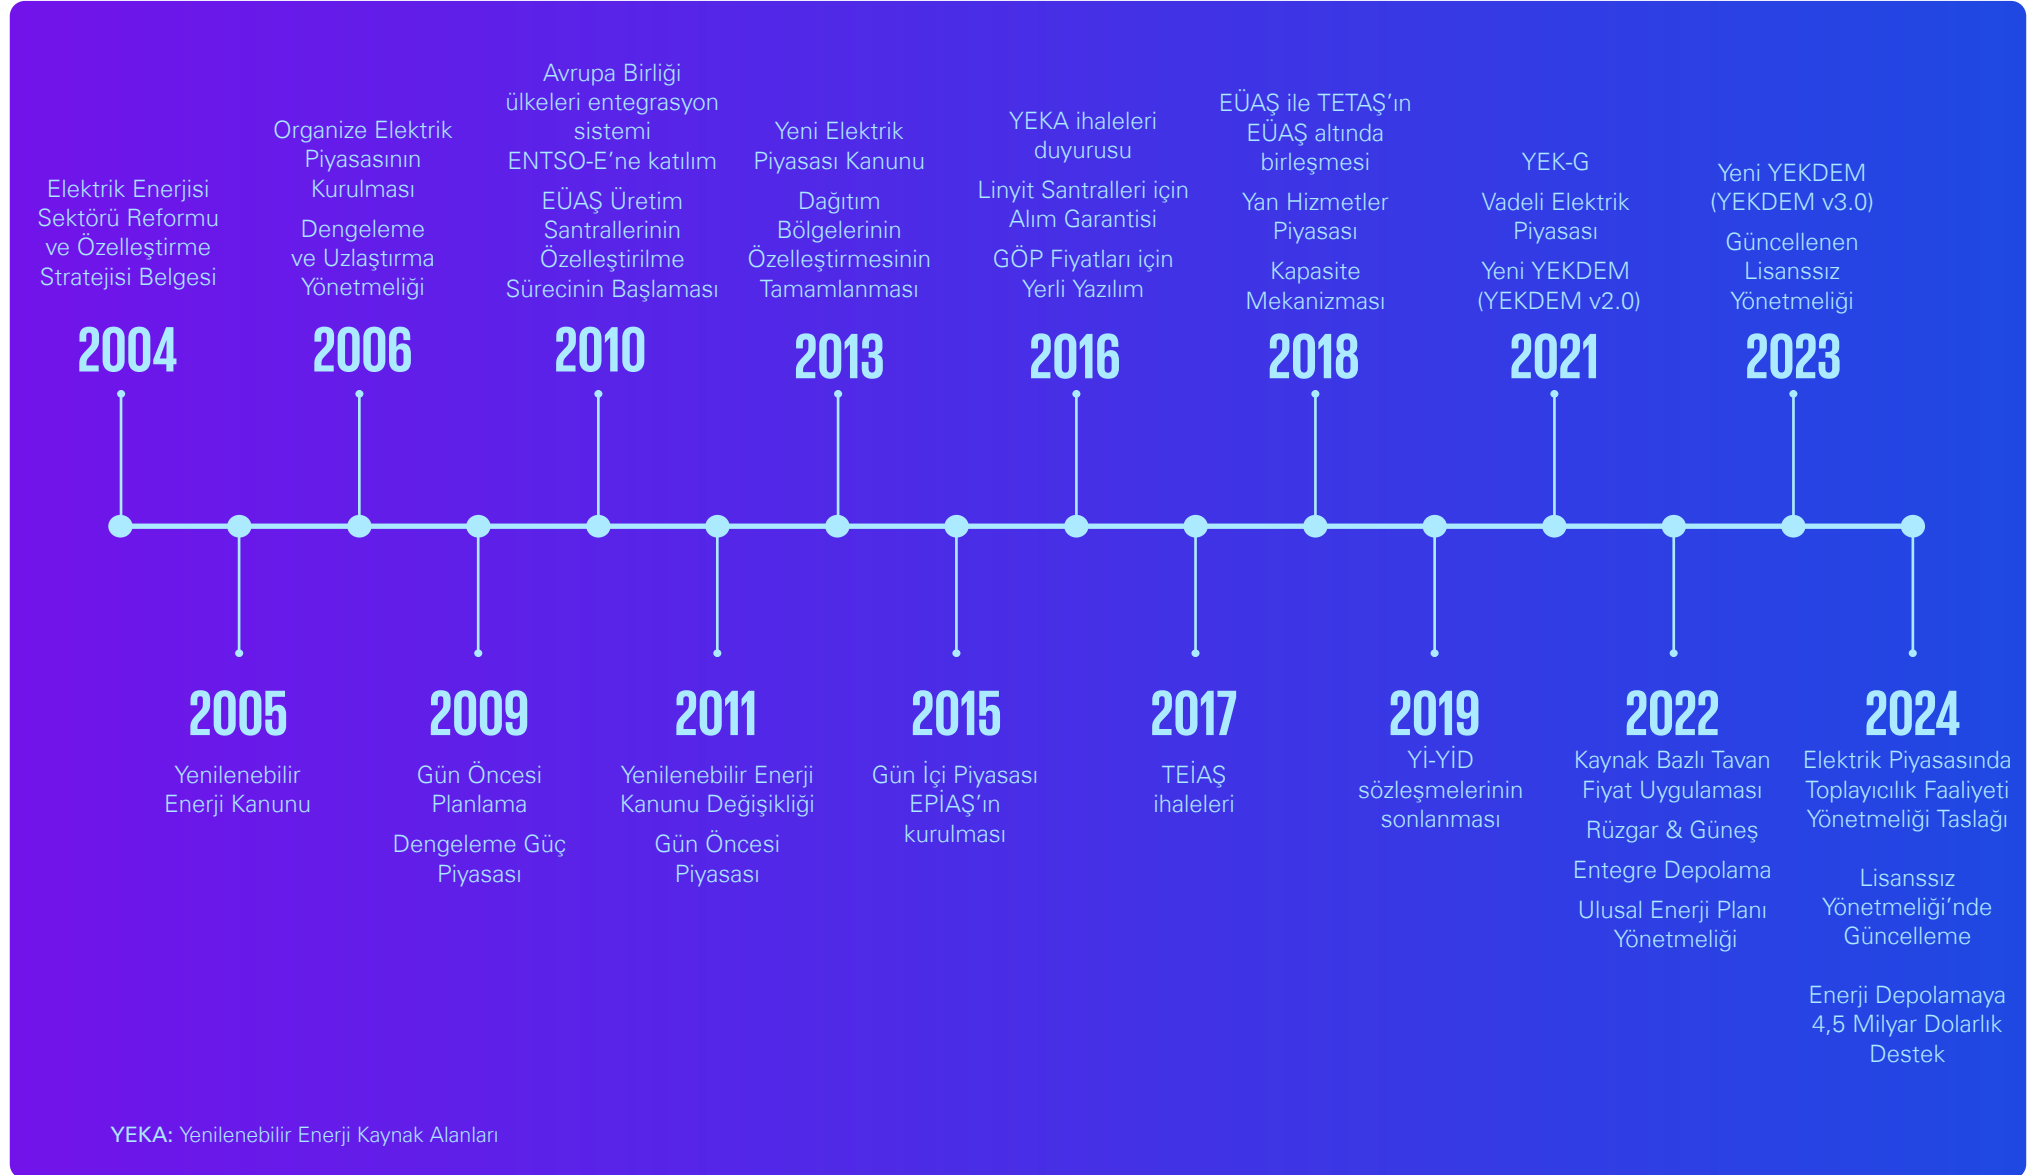 Elektrik Enerjisi
Sektörü Reformu
ve Özelleştirme
Stratejisi Belgesi
2004
Organize Elektrik
Piyasasının
Kurulması
Dengeleme
ve Uzlaştırma
Yönetmeliği
2006
Avrupa Birliği
ülkeleri entegrasyon
sistemi
ENTSO-E’ne katılım
EÜAŞ Üretim
Santrallerinin
Özelleştirilme
Sürecinin Başlaması
2010
Yeni Elektrik
Piyasası Kanunu
Dağıtım
Bölgelerinin
Özelleştirmesinin
Tamamlanması
2013
YEKA ihaleleri
duyurusu
Linyit Santralleri için
Alım Garantisi
GÖP Fiyatları için
Yerli Yazılım
2016
EÜAŞ ile TETAŞ’ın
EÜAŞ altında
birleşmesi
Yan Hizmetler
Piyasası
Kapasite
Mekanizması
2018
YEK-G
Vadeli Elektrik
Piyasası
Yeni YEKDEM
(YEKDEM v2.0)
2021
Yeni YEKDEM
(YEKDEM v3.0)
Güncellenen
Lisanssız
Yönetmeliği
2023
2005
Yenilenebilir
Enerji Kanunu
2009
Gün Öncesi
Planlama
Dengeleme Güç
Piyasası
2011
Yenilenebilir Enerji
Kanunu Değişikliği
Gün Öncesi
Piyasası
2015
Gün İçi Piyasası
EPİAŞ’ın
kurulması
2017
TEİAŞ
ihaleleri
2019
Yİ-YİD
sözleşmelerinin
sonlanması
2022
Kaynak Bazlı Tavan
Fiyat Uygulaması
Rüzgar & Güneş
Entegre Depolama
Ulusal Enerji Planı
Yönetmeliği
2024
Elektrik Piyasasında
Toplayıcılık Faaliyeti
Yönetmeliği Taslağı
Lisanssız
Yönetmeliği’nde
Güncelleme
Enerji Depolamaya
4,5 Milyar Dolarlık
Destek
YEKA: Yenilenebilir Enerji Kaynak Alanları